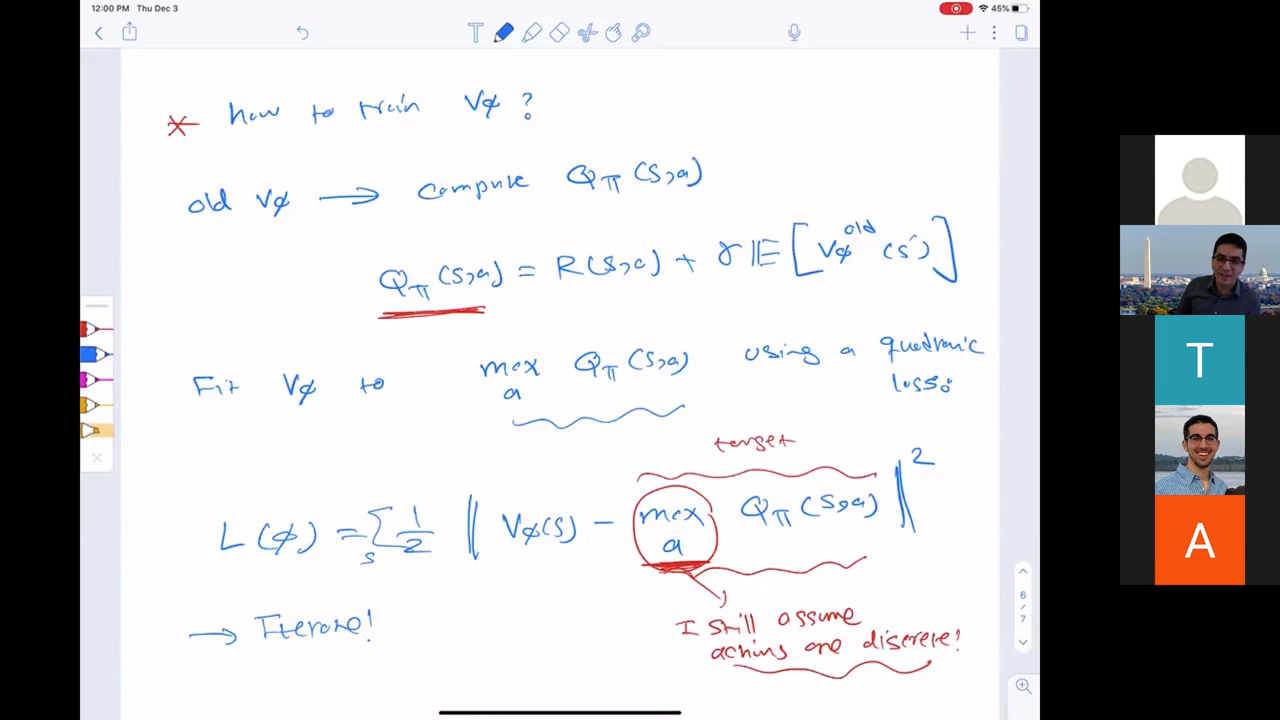 12:00 PM Thu Dec 3
45%
* How to train Vϕ ?
old Vϕ → Compute Qπ (s,a)
Qπ (s,a) = R(s,a) + γ 𝔼 [Vϕ^old (s′)]
Fit Vϕ to max_a Qπ (s,a) using a quadratic loss:
target
L(ϕ) = Σ_s 1/2 ‖ Vϕ(s) − max_a Qπ (s,a) ‖^2
→ Iterate!
I still assume
actions are discrete!
6 / 7
T
A